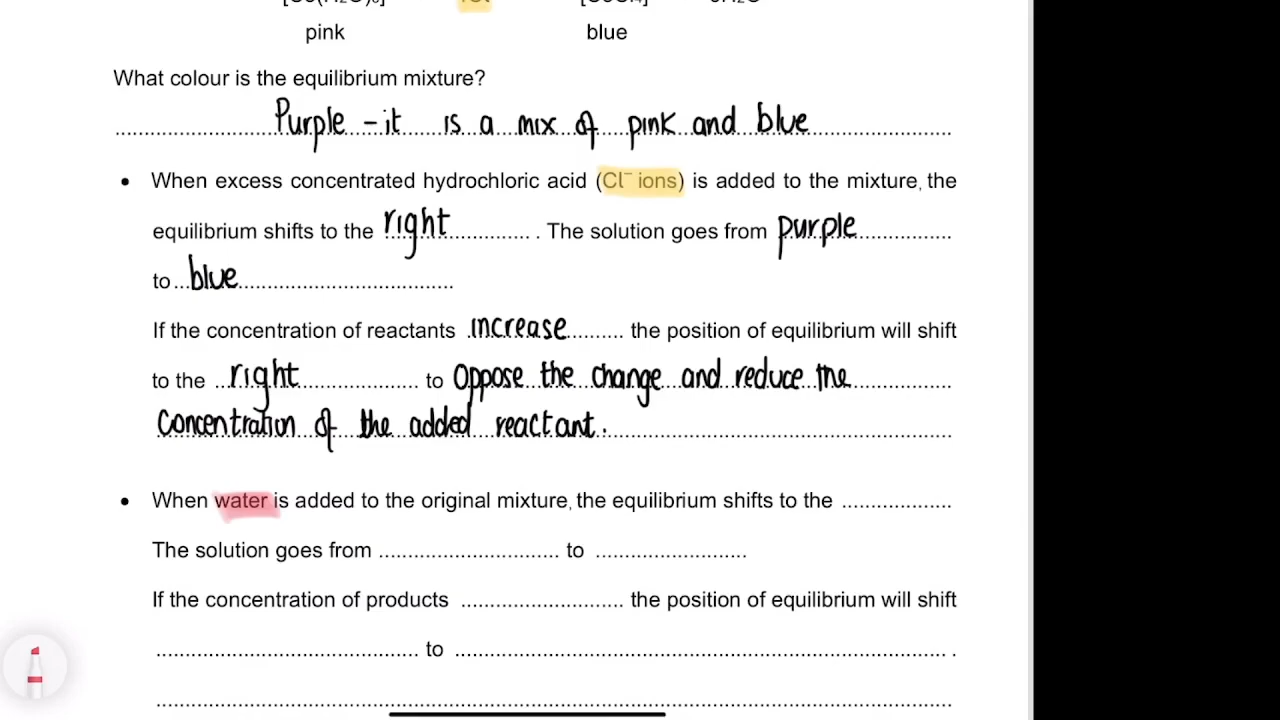 pink blue
What colour is the equilibrium mixture?
Purple - it is a mix of pink and blue
• When excess concentrated hydrochloric acid (Cl⁻ ions) is added to the mixture, the
equilibrium shifts to the right . The solution goes from purple
to blue
If the concentration of reactants increase the position of equilibrium will shift
to the right to oppose the change and reduce the
concentration of the added reactant.
• When water is added to the original mixture, the equilibrium shifts to the ...................
The solution goes from ............................... to ..........................
If the concentration of products ............................ the position of equilibrium will shift
............................................. to .................................................................................... .